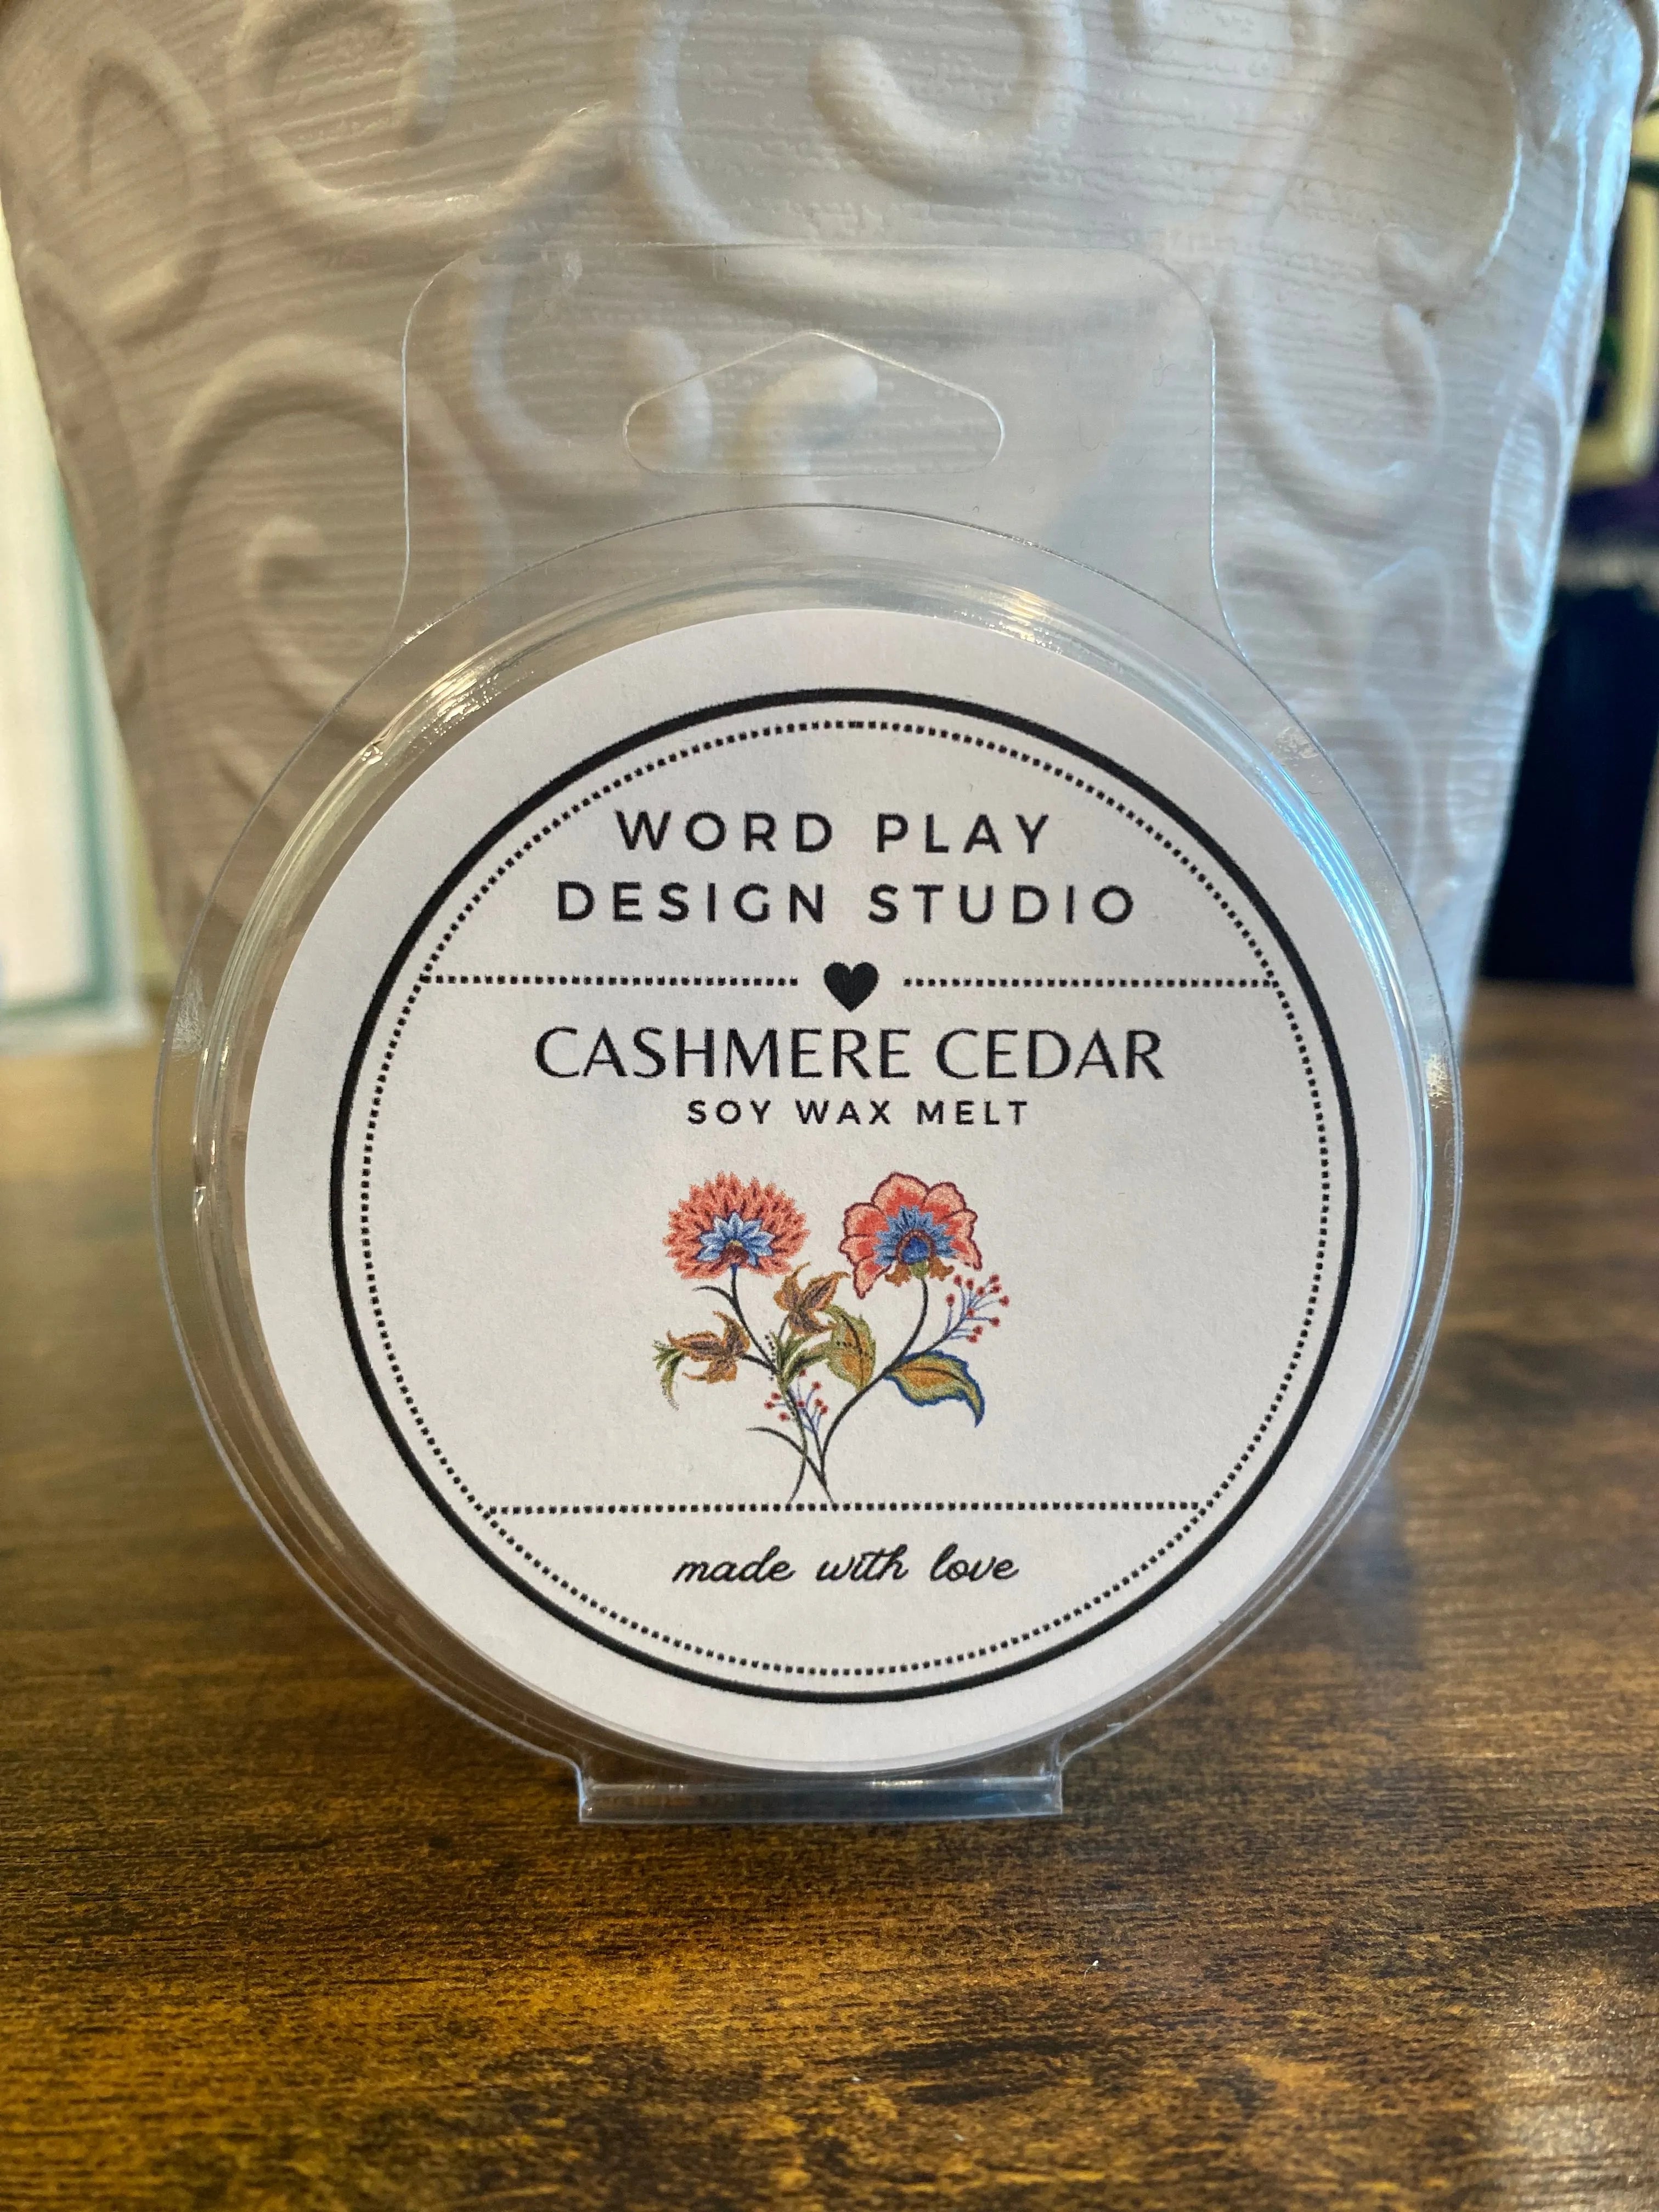 WORD PLAY
DESIGN STUDIO
CASHMERE CEDAR
SOY WAX MELT
made with love